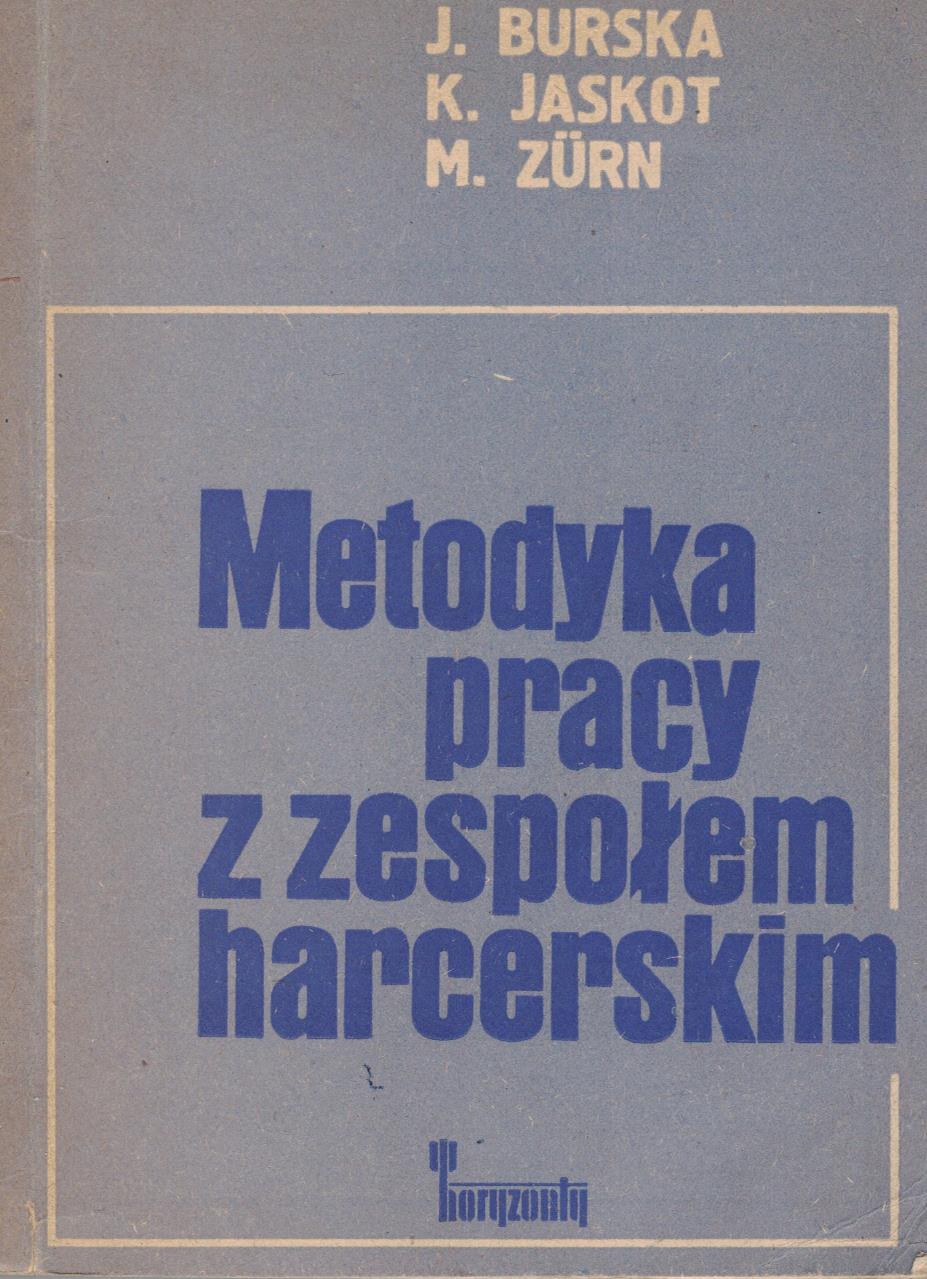 J. BURSKA
K. JASKOT
M. ZÜRN
Metodyka
pracy
z zespołem
harcerskim
horyzonty